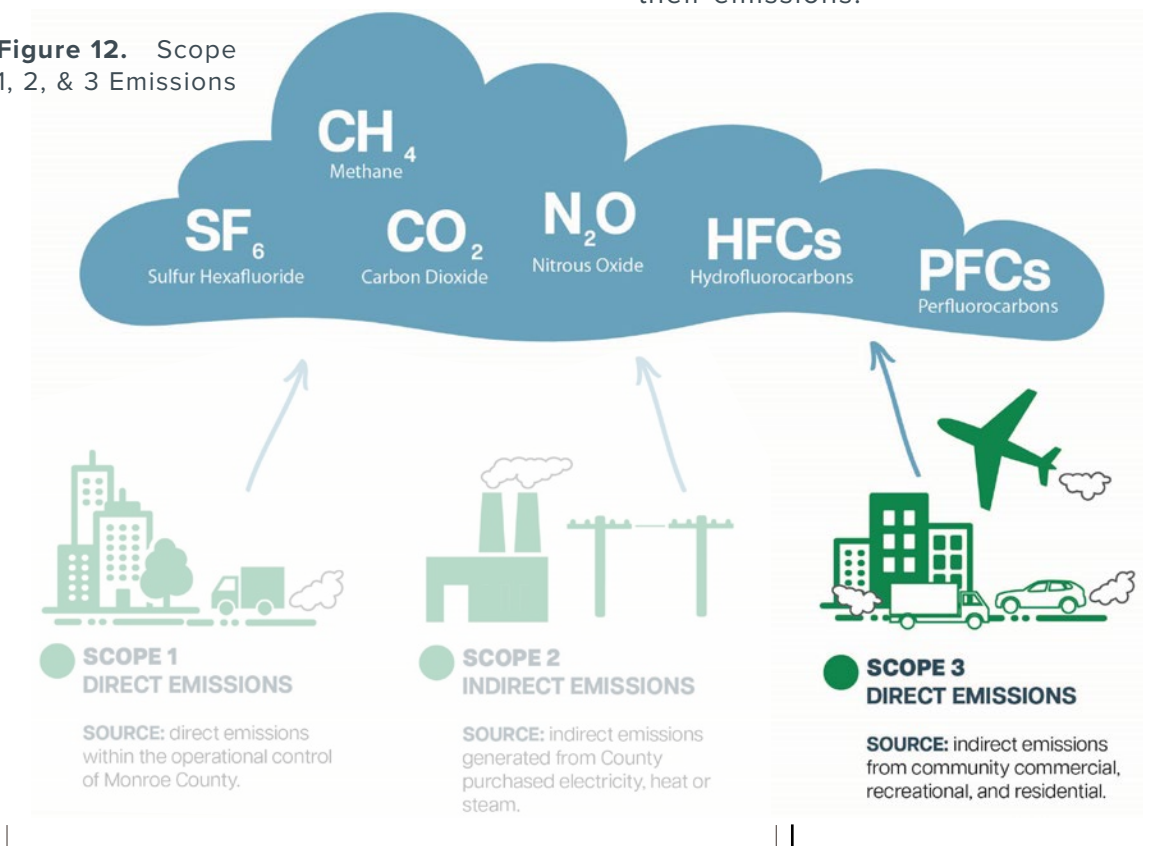 their emissions.
Figure 12. Scope
1, 2, & 3 Emissions
CH4
Methane
SF6
Sulfur Hexafluoride
CO2
Carbon Dioxide
N2O
Nitrous Oxide
HFCs
Hydrofluorocarbons
PFCs
Perfluorocarbons
SCOPE 1
DIRECT EMISSIONS
SOURCE: direct emissions
within the operational control
of Monroe County.
SCOPE 2
INDIRECT EMISSIONS
SOURCE: indirect emissions
generated from County
purchased electricity, heat or
steam.
SCOPE 3
DIRECT EMISSIONS
SOURCE: indirect emissions
from community commercial,
recreational, and residential.